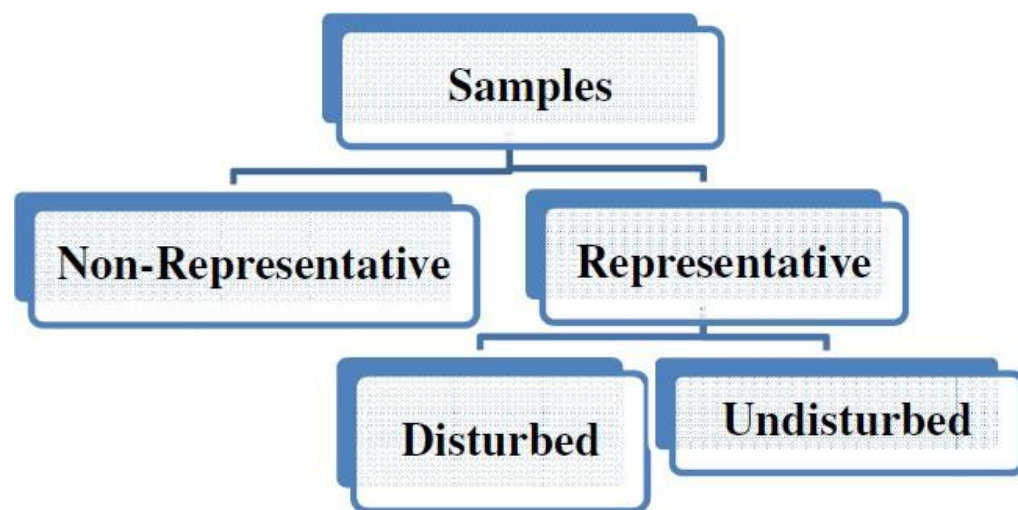 Samples
Non-Representative
Representative
Disturbed
Undisturbed